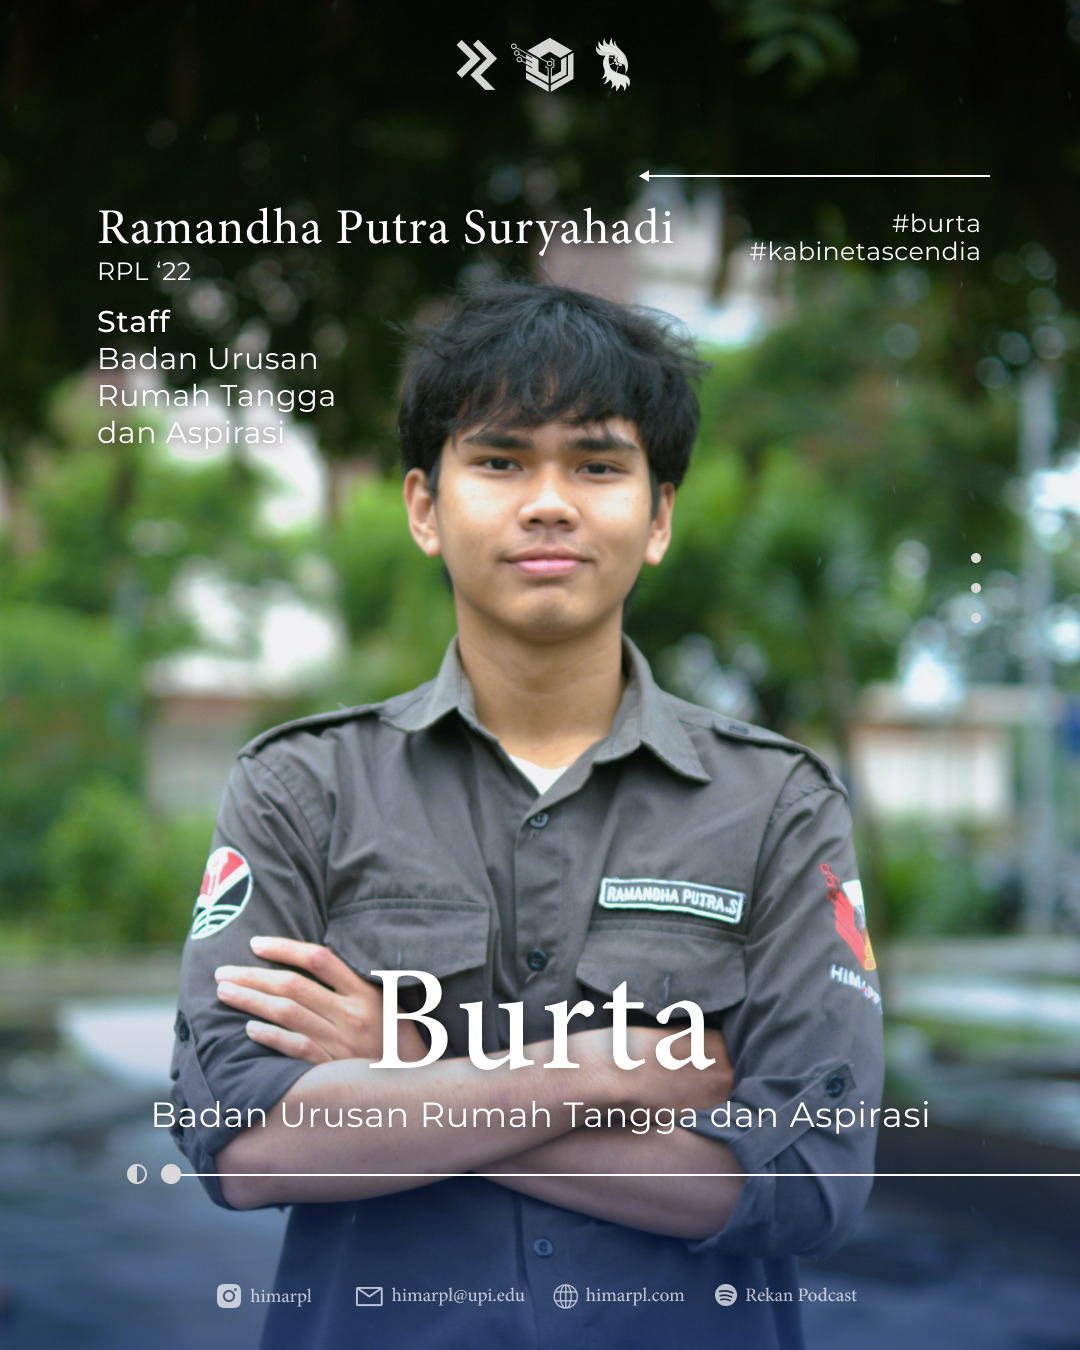 #burta
#kabinetascendia
Ramandha Putra Suryahadi
RPL ‘22
Staff
Badan Urusan
Rumah Tangga
dan Aspirasi
RAMANDHA PUTRA.S
Burta
Badan Urusan Rumah Tangga dan Aspirasi
himarpl
himarpl@upi.edu
himarpl.com
Rekan Podcast